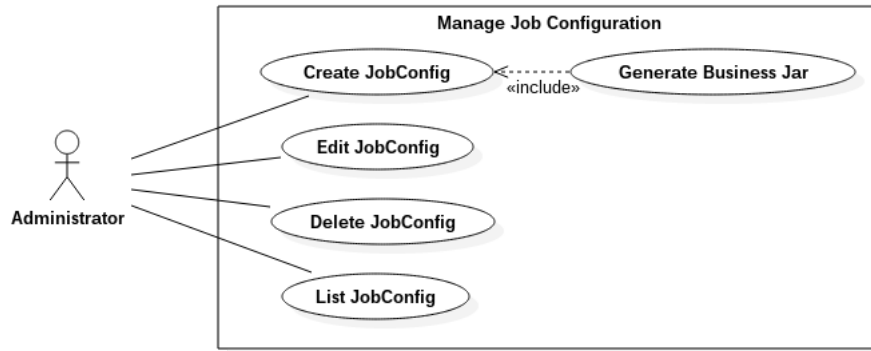 Manage Job Configuration
Create JobConfig
Generate Business Jar
«include»
Edit JobConfig
Administrator
Delete JobConfig
List JobConfig